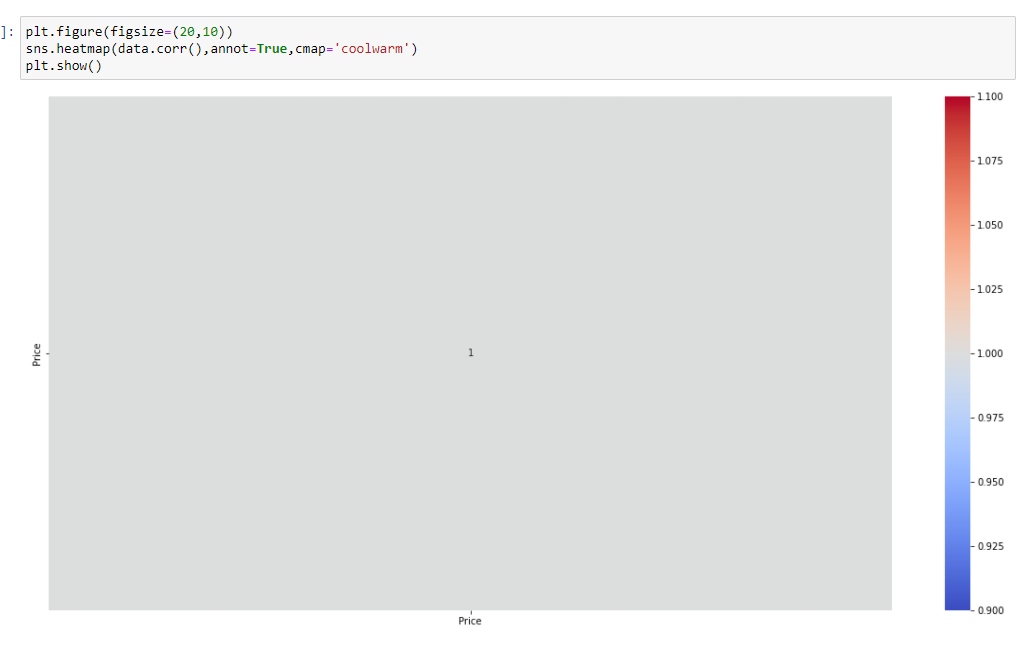 ]:
plt.figure(figsize=(20,10))
sns.heatmap(data.corr(),annot=True,cmap='coolwarm')
plt.show()
1.100
1.075
1.050
1.025
1.000
0.975
0.950
0.925
0.900
Price
1
Price